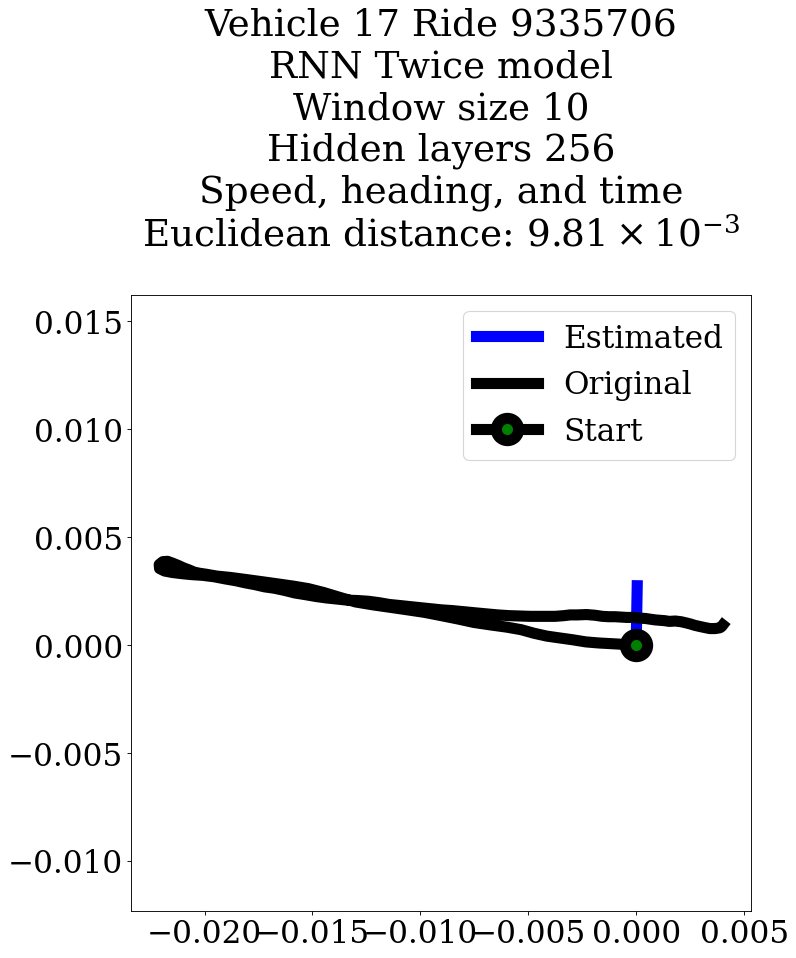 Vehicle 17 Ride 9335706
RNN Twice model
Window size 10
Hidden layers 256
Speed, heading, and time
Euclidean distance: 9.81 × 10⁻³
Estimated
Original
Start
0.015
0.010
0.005
0.000
−0.005
−0.010
−0.020 −0.015 −0.010 −0.005 0.000 0.005